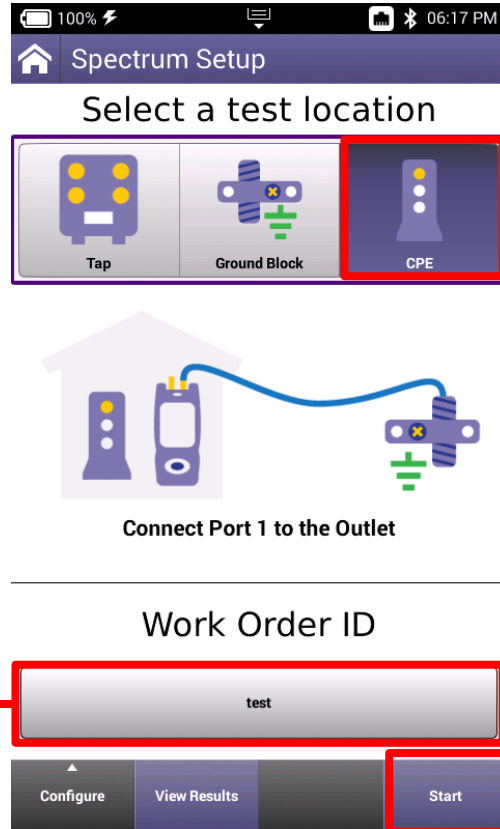 100% 06:17 PM
Spectrum Setup
Select a test location
Tap Ground Block CPE
Connect Port 1 to the Outlet
Work Order ID
test
Configure View Results Start